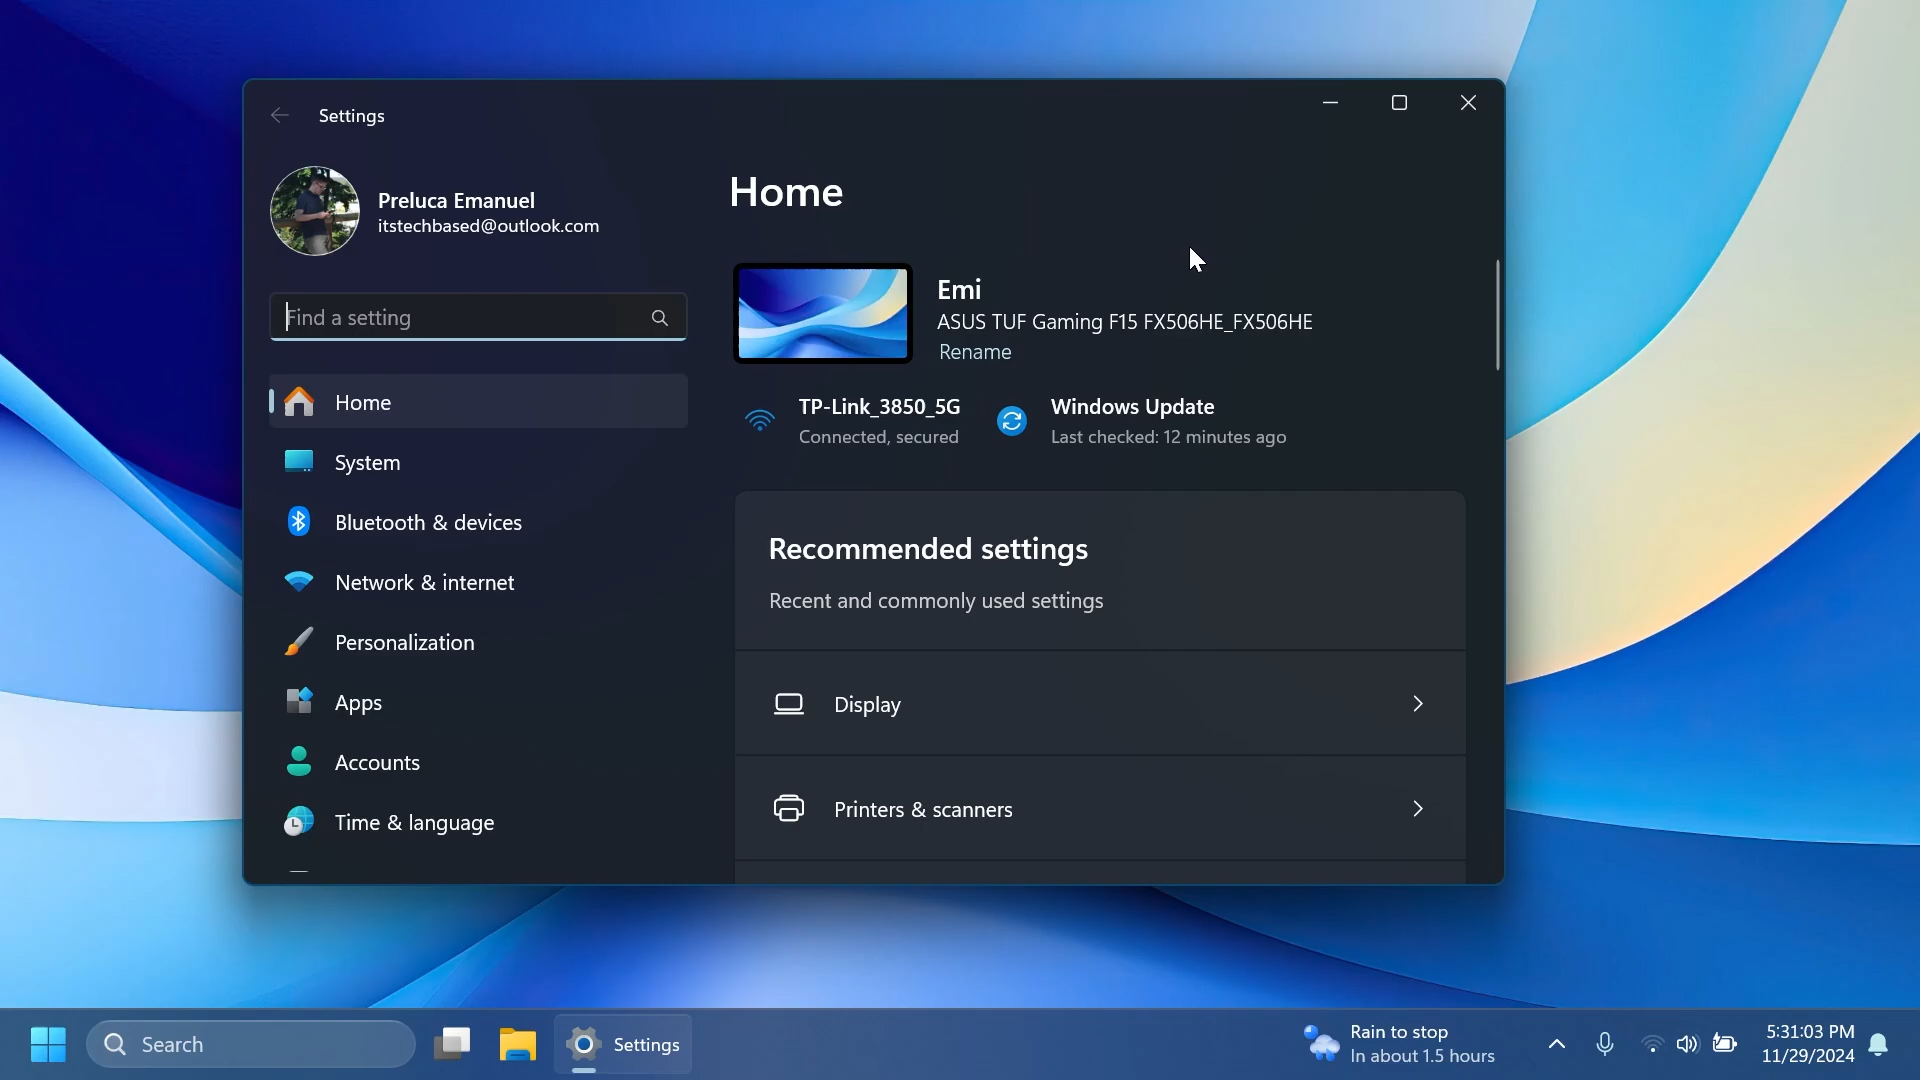 Settings
Preluca Emanuel
itstechbased@outlook.com
Find a setting
Home
System
Bluetooth & devices
Network & internet
Personalization
Apps
Accounts
Time & language
Home
Emi
ASUS TUF Gaming F15 FX506HE_FX506HE
Rename
TP-Link_3850_5G
Connected, secured
Windows Update
Last checked: 12 minutes ago
Recommended settings
Recent and commonly used settings
Display
Printers & scanners
Search
Settings
Rain to stop
In about 1.5 hours
5:31:03 PM
11/29/2024